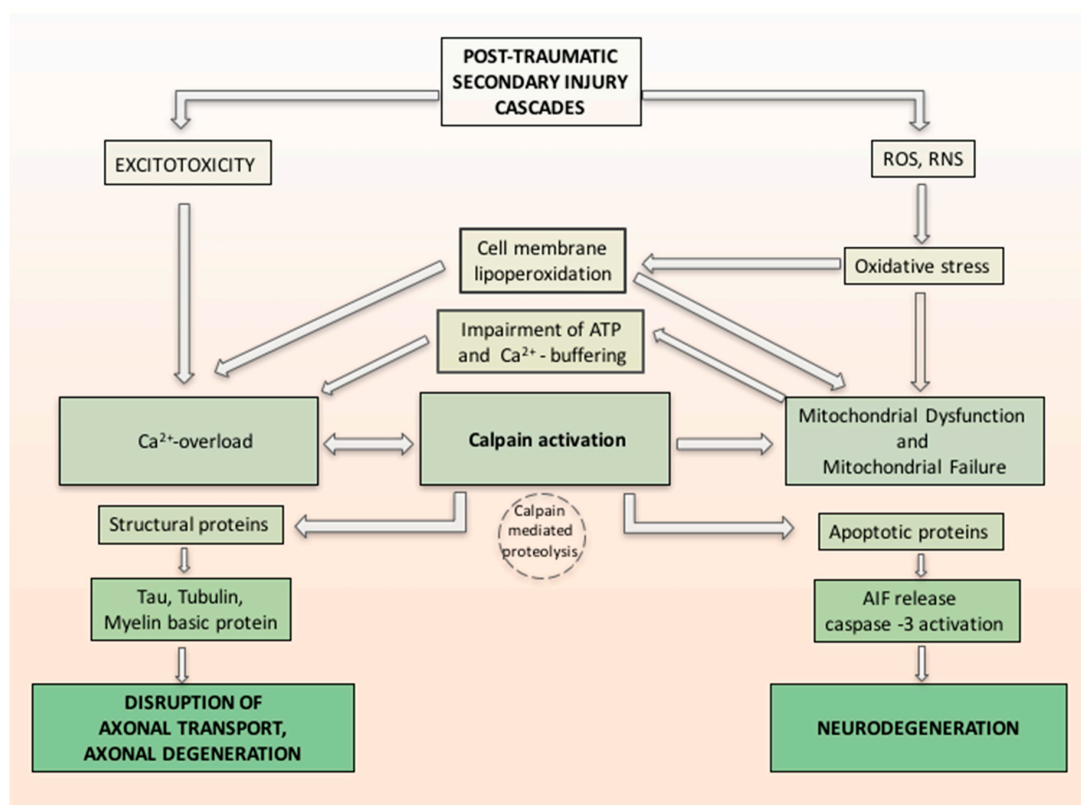 POST-TRAUMATIC
SECONDARY INJURY
CASCADES
EXCITOTOXICITY
ROS, RNS
Cell membrane
lipoperoxidation
Oxidative stress
Impairment of ATP
and Ca²⁺ - buffering
Ca²⁺-overload
Calpain activation
Mitochondrial Dysfunction
and
Mitochondrial Failure
Structural proteins
Calpain
mediated
proteolysis
Apoptotic proteins
Tau, Tubulin,
Myelin basic protein
AIF release
caspase -3 activation
DISRUPTION OF
AXONAL TRANSPORT,
AXONAL DEGENERATION
NEURODEGENERATION